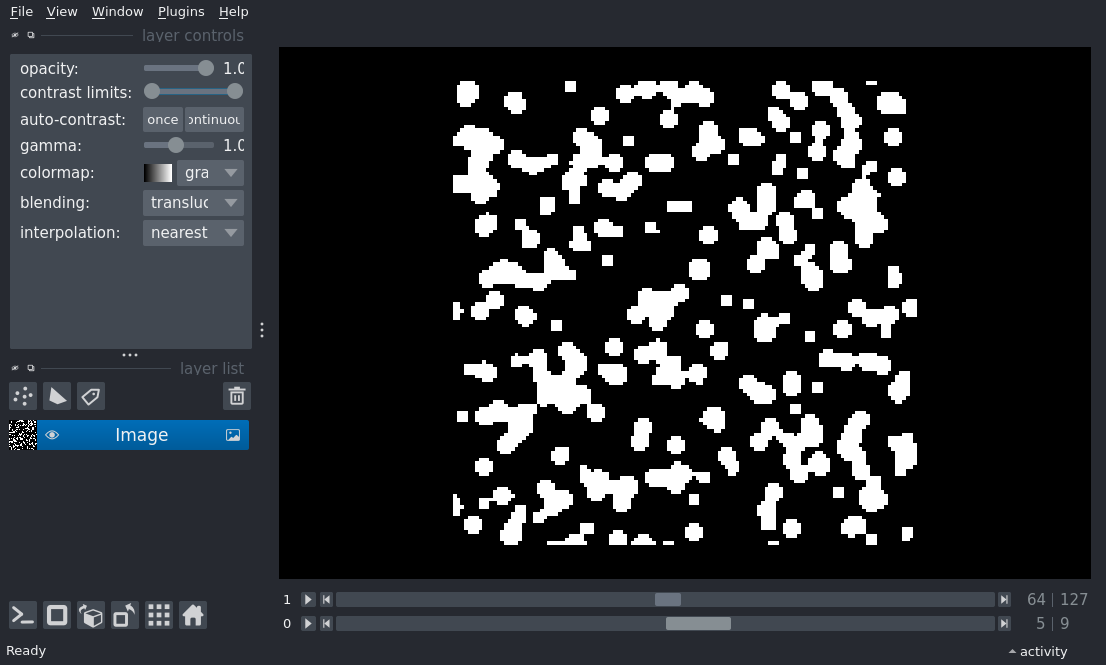 File View Window Plugins Help
layer controls
opacity: 1.0
contrast limits:
auto-contrast: once ontinuou
gamma: 1.0
colormap: gra
blending: transluc
interpolation: nearest
layer list
Image
1 64 | 127
0 5 | 9
Ready activity